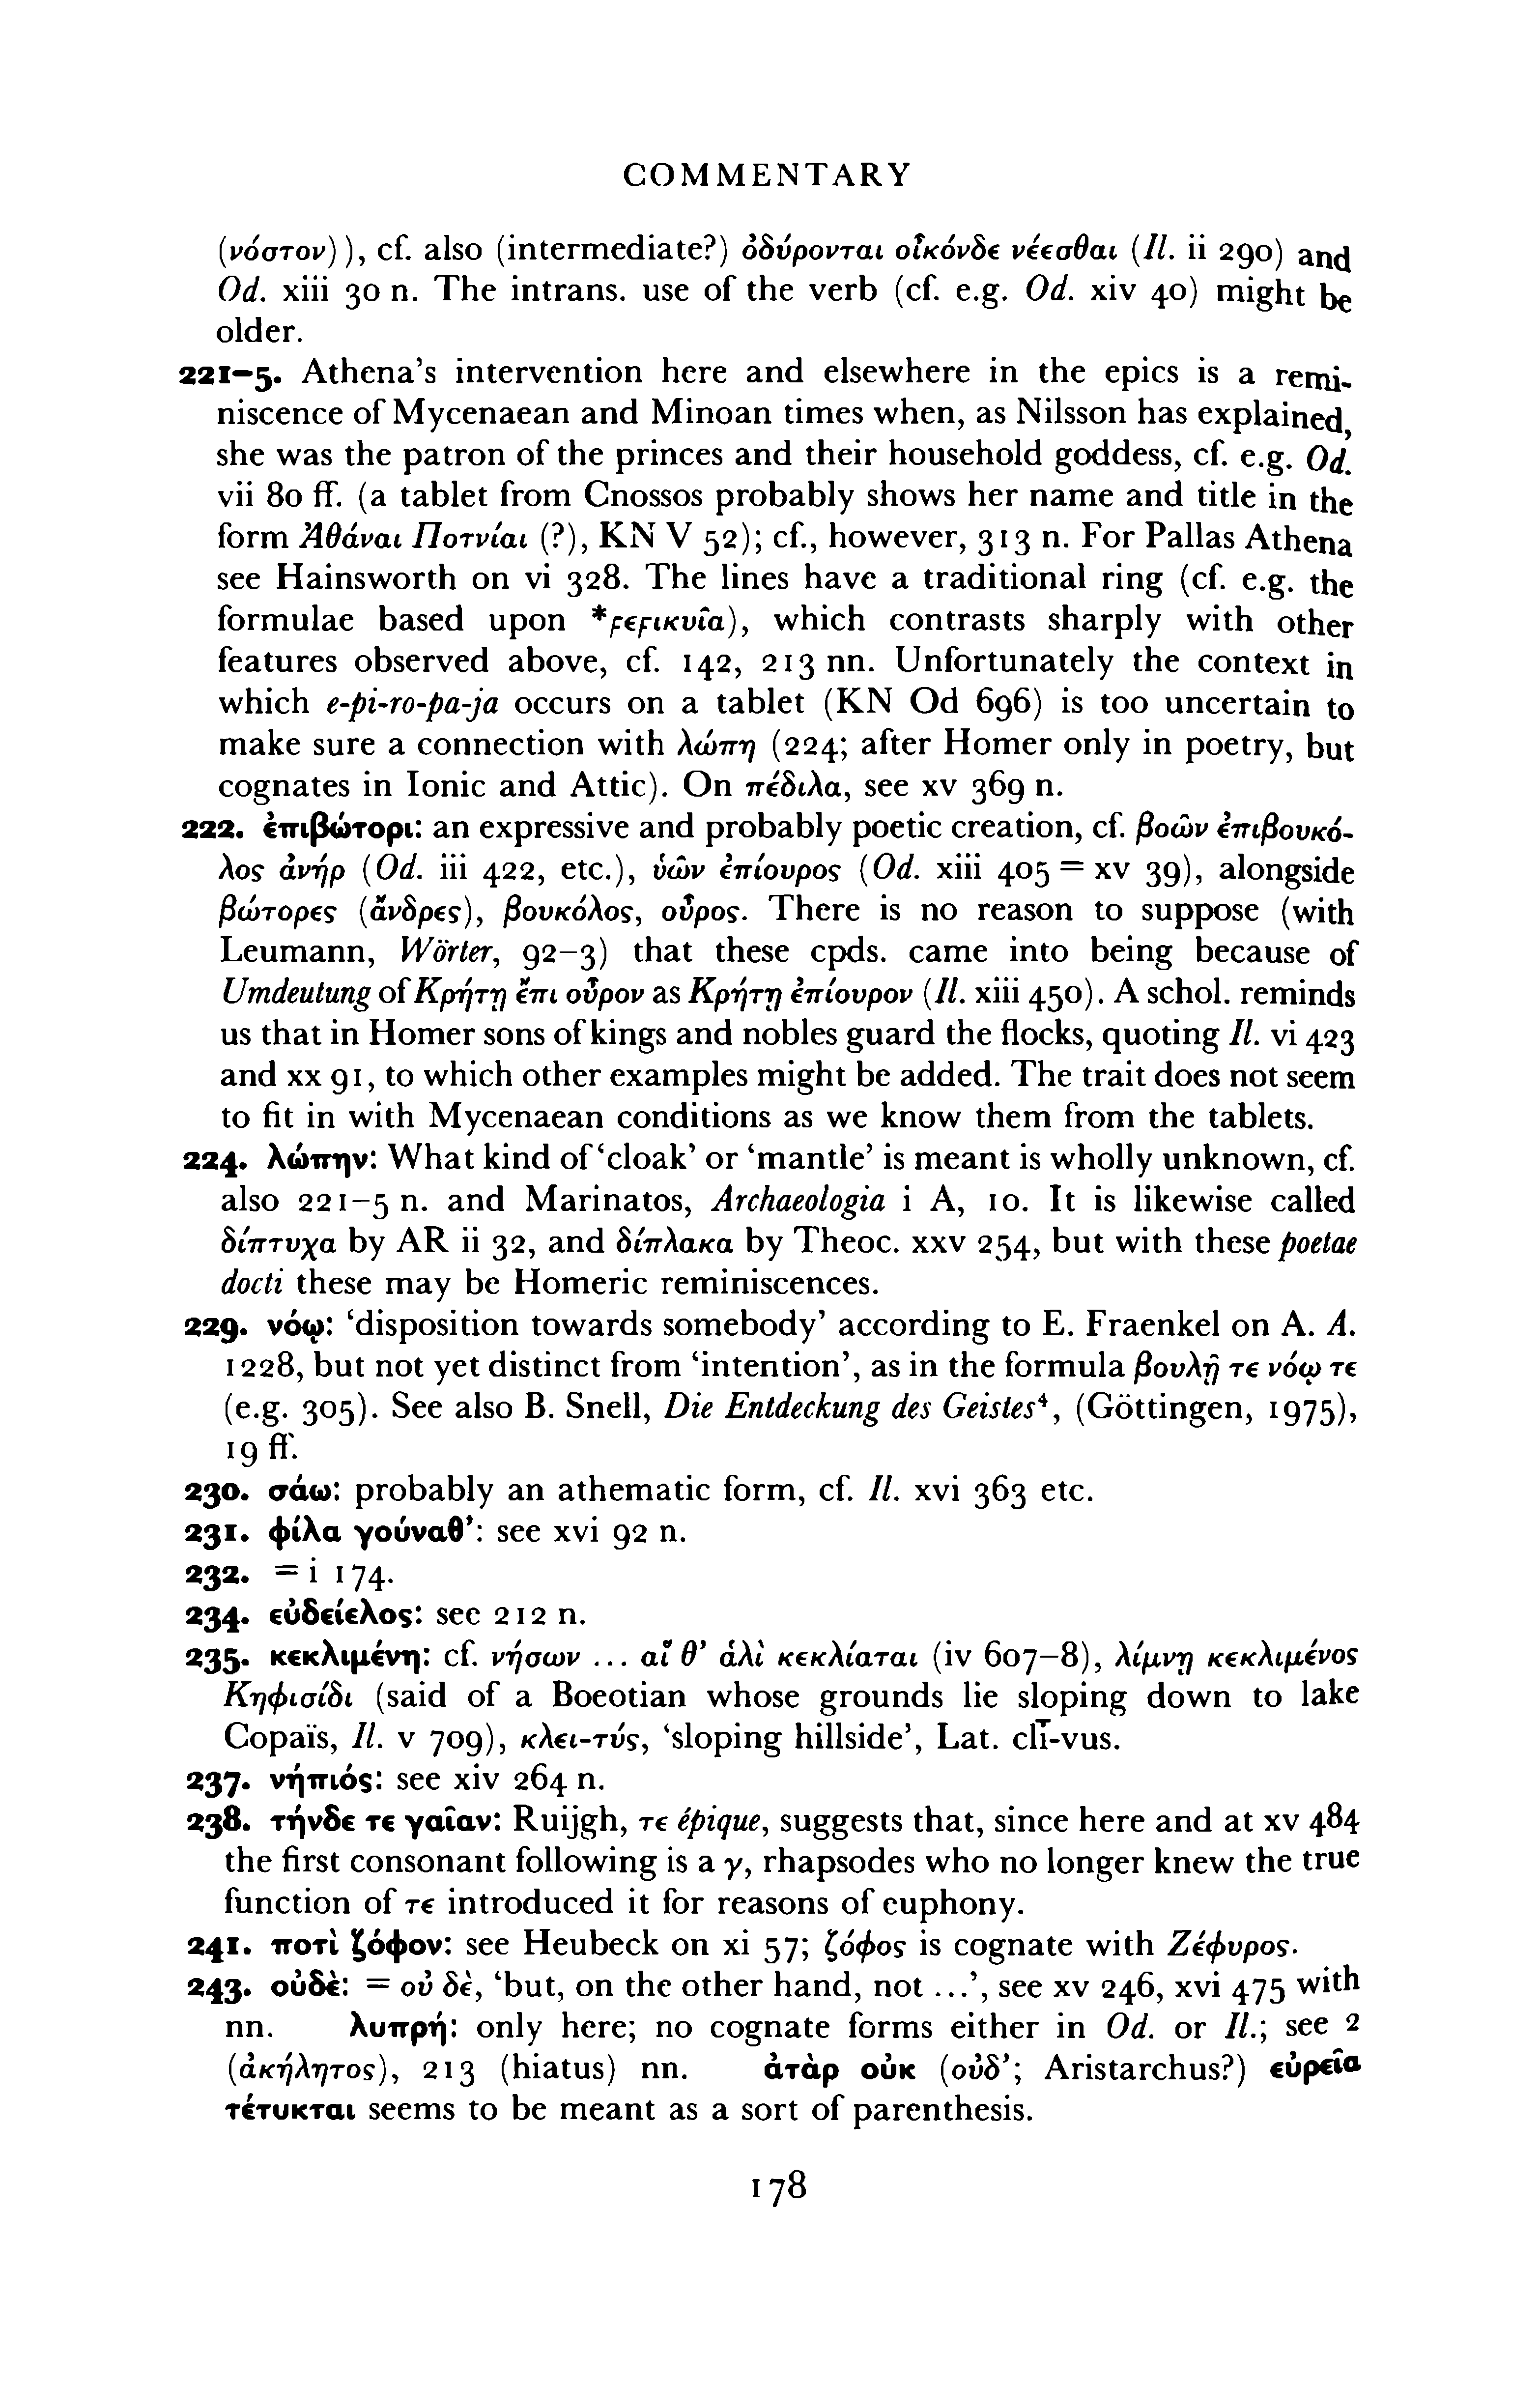 COMMENTARY
(νόστον)), cf. also (intermediate?) ὀδύρονται οἶκόνδε νέεσθαι (Il. ii 290) and
Od. xiii 30 n. The intrans. use of the verb (cf. e.g. Od. xiv 40) might be
older.
221–5. Athena's intervention here and elsewhere in the epics is a remi-
niscence of Mycenaean and Minoan times when, as Nilsson has explained,
she was the patron of the princes and their household goddess, cf. e.g. Od.
vii 80 ff. (a tablet from Cnossos probably shows her name and title in the
form Ἀθάναι Ποτνίαι (?), KN V 52); cf., however, 313 n. For Pallas Athena
see Hainsworth on vi 328. The lines have a traditional ring (cf. e.g. the
formulae based upon *ϝεϝικυῖα), which contrasts sharply with other
features observed above, cf. 142, 213 nn. Unfortunately the context in
which e-pi-ro-pa-ja occurs on a tablet (KN Od 696) is too uncertain to
make sure a connection with λώπη (224; after Homer only in poetry, but
cognates in Ionic and Attic). On πέδιλα, see xv 369 n.
222. ἐπιβώτορι: an expressive and probably poetic creation, cf. βοῶν ἐπιβουκό-
λος ἀνήρ (Od. iii 422, etc.), ὑῶν ἐπίουρος (Od. xiii 405 = xv 39), alongside
βώτορες (ἄνδρες), βουκόλος, οὖρος. There is no reason to suppose (with
Leumann, Wörter, 92–3) that these cpds. came into being because of
Umdeutung of Κρήτῃ ἔπι οὖρον as Κρήτῃ ἐπίουρον (Il. xiii 450). A schol. reminds
us that in Homer sons of kings and nobles guard the flocks, quoting Il. vi 423
and xx 91, to which other examples might be added. The trait does not seem
to fit in with Mycenaean conditions as we know them from the tablets.
224. λώπην: What kind of 'cloak' or 'mantle' is meant is wholly unknown, cf.
also 221–5 n. and Marinatos, Archaeologia i A, 10. It is likewise called
δίπτυχα by AR ii 32, and δίπλακα by Theoc. xxv 254, but with these poetae
docti these may be Homeric reminiscences.
229. νόῳ: 'disposition towards somebody' according to E. Fraenkel on A. A.
1228, but not yet distinct from 'intention', as in the formula βουλῇ τε νόῳ τε
(e.g. 305). See also B. Snell, Die Entdeckung des Geistes⁴, (Göttingen, 1975),
19 ff.
230. σάω: probably an athematic form, cf. Il. xvi 363 etc.
231. φίλα γούναθ': see xvi 92 n.
232. = i 174.
234. εὐδείελος: see 212 n.
235. κεκλιμένη: cf. νήσων ... αἵ θ' ἁλὶ κεκλίαται (iv 607–8), λίμνῃ κεκλιμένος
Κηφισίδι (said of a Boeotian whose grounds lie sloping down to lake
Copaïs, Il. v 709), κλει-τύς, 'sloping hillside', Lat. clī-vus.
237. νήπιός: see xiv 264 n.
238. τήνδε τε γαῖαν: Ruijgh, τε épique, suggests that, since here and at xv 484
the first consonant following is a γ, rhapsodes who no longer knew the true
function of τε introduced it for reasons of euphony.
241. ποτὶ ζόφον: see Heubeck on xi 57; ζόφος is cognate with Ζέφυρος.
243. οὐδὲ: = οὐ δέ, 'but, on the other hand, not ...', see xv 246, xvi 475 with
nn. λυπρή: only here; no cognate forms either in Od. or Il.; see 2
(ἀκήλητος), 213 (hiatus) nn. ἀτὰρ οὐκ (οὐδ'; Aristarchus?) εὐρεῖα
τέτυκται seems to be meant as a sort of parenthesis.
178